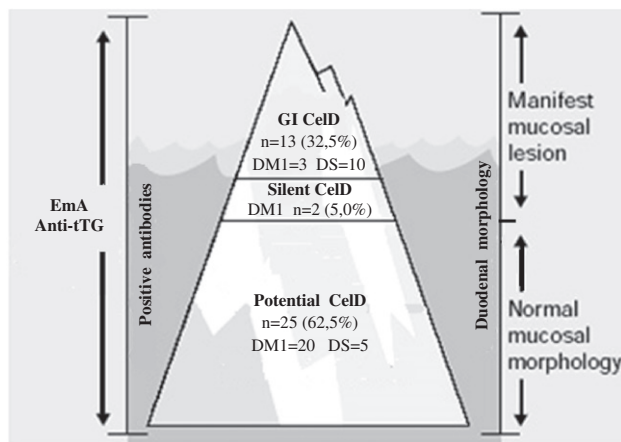 GI CelD
n=13 (32,5%)
DM1=3 DS=10
Silent CelD
DM1 n=2 (5,0%)
Potential CelD
n=25 (62,5%)
DM1=20 DS=5
EmA
Anti-tTG
Positive antibodies
Duodenal morphology
Manifest
mucosal
lesion
Normal
mucosal
morphology